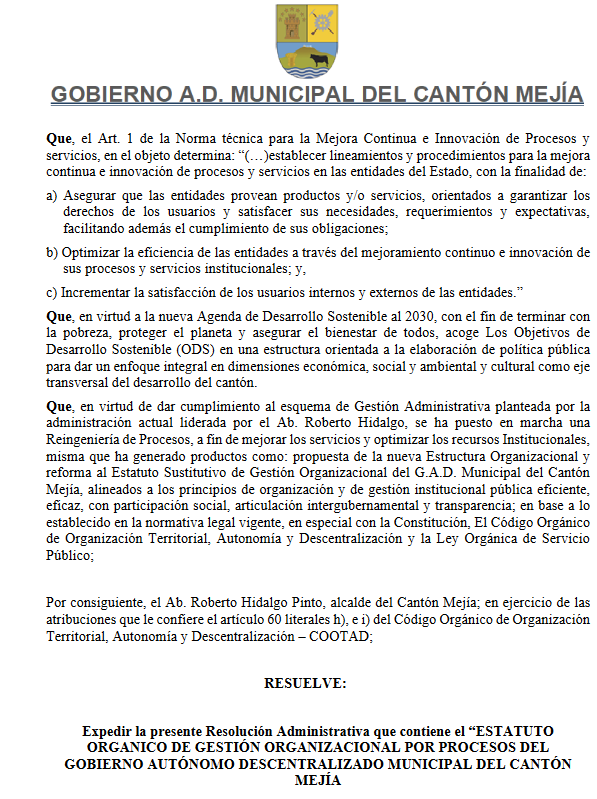 GOBIERNO A.D. MUNICIPAL DEL CANTÓN MEJÍA
Que, el Art. 1 de la Norma técnica para la Mejora Continua e Innovación de Procesos y
servicios, en el objeto determina: “(…)establecer lineamientos y procedimientos para la mejora
continua e innovación de procesos y servicios en las entidades del Estado, con la finalidad de:
a) Asegurar que las entidades provean productos y/o servicios, orientados a garantizar los
derechos de los usuarios y satisfacer sus necesidades, requerimientos y expectativas,
facilitando además el cumplimiento de sus obligaciones;
b) Optimizar la eficiencia de las entidades a través del mejoramiento continuo e innovación de
sus procesos y servicios institucionales; y,
c) Incrementar la satisfacción de los usuarios internos y externos de las entidades.”
Que, en virtud a la nueva Agenda de Desarrollo Sostenible al 2030, con el fin de terminar con
la pobreza, proteger el planeta y asegurar el bienestar de todos, acoge Los Objetivos de
Desarrollo Sostenible (ODS) en una estructura orientada a la elaboración de política pública
para dar un enfoque integral en dimensiones económica, social y ambiental y cultural como eje
transversal del desarrollo del cantón.
Que, en virtud de dar cumplimiento al esquema de Gestión Administrativa planteada por la
administración actual liderada por el Ab. Roberto Hidalgo, se ha puesto en marcha una
Reingeniería de Procesos, a fin de mejorar los servicios y optimizar los recursos Institucionales,
misma que ha generado productos como: propuesta de la nueva Estructura Organizacional y
reforma al Estatuto Sustitutivo de Gestión Organizacional del G.A.D. Municipal del Cantón
Mejía, alineados a los principios de organización y de gestión institucional pública eficiente,
eficaz, con participación social, articulación intergubernamental y transparencia; en base a lo
establecido en la normativa legal vigente, en especial con la Constitución, El Código Orgánico
de Organización Territorial, Autonomía y Descentralización y la Ley Orgánica de Servicio
Público;
Por consiguiente, el Ab. Roberto Hidalgo Pinto, alcalde del Cantón Mejía; en ejercicio de las
atribuciones que le confiere el artículo 60 literales h), e i) del Código Orgánico de Organización
Territorial, Autonomía y Descentralización – COOTAD;
RESUELVE:
Expedir la presente Resolución Administrativa que contiene el “ESTATUTO
ORGANICO DE GESTIÓN ORGANIZACIONAL POR PROCESOS DEL
GOBIERNO AUTÓNOMO DESCENTRALIZADO MUNICIPAL DEL CANTÓN
MEJÍA